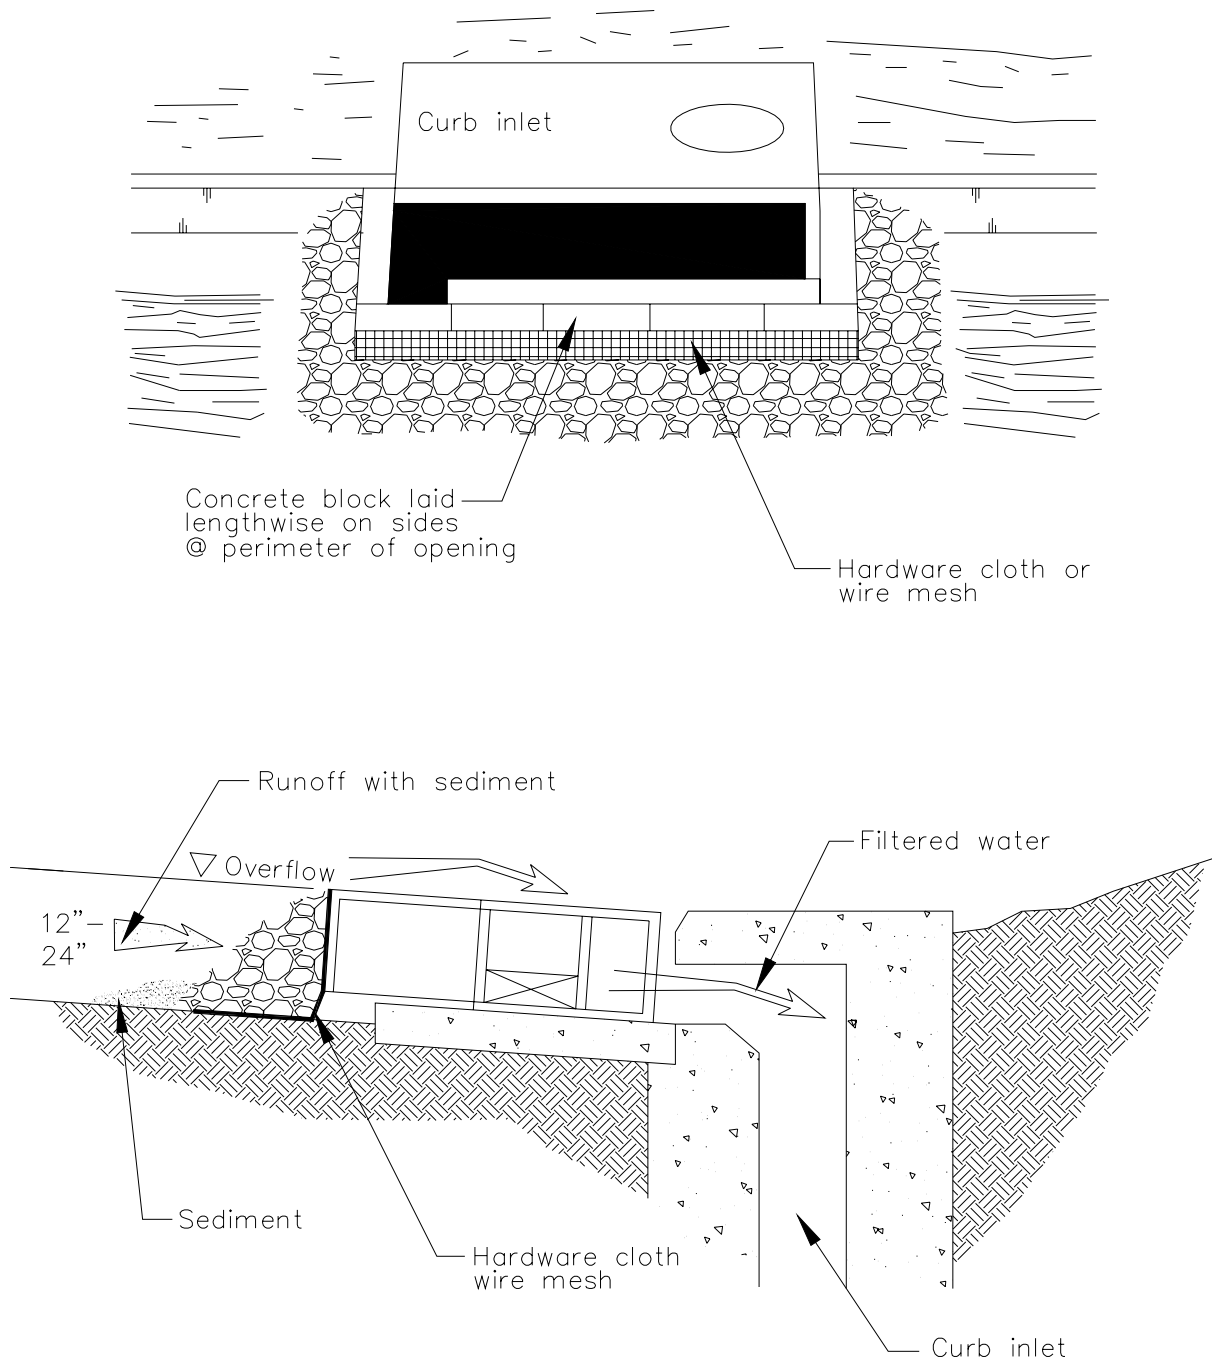 Curb inlet
Concrete block laid
lengthwise on sides
@ perimeter of opening
Hardware cloth or
wire mesh
Runoff with sediment
Filtered water
Overflow
12"-
24"
Sediment
Hardware cloth
wire mesh
Curb inlet